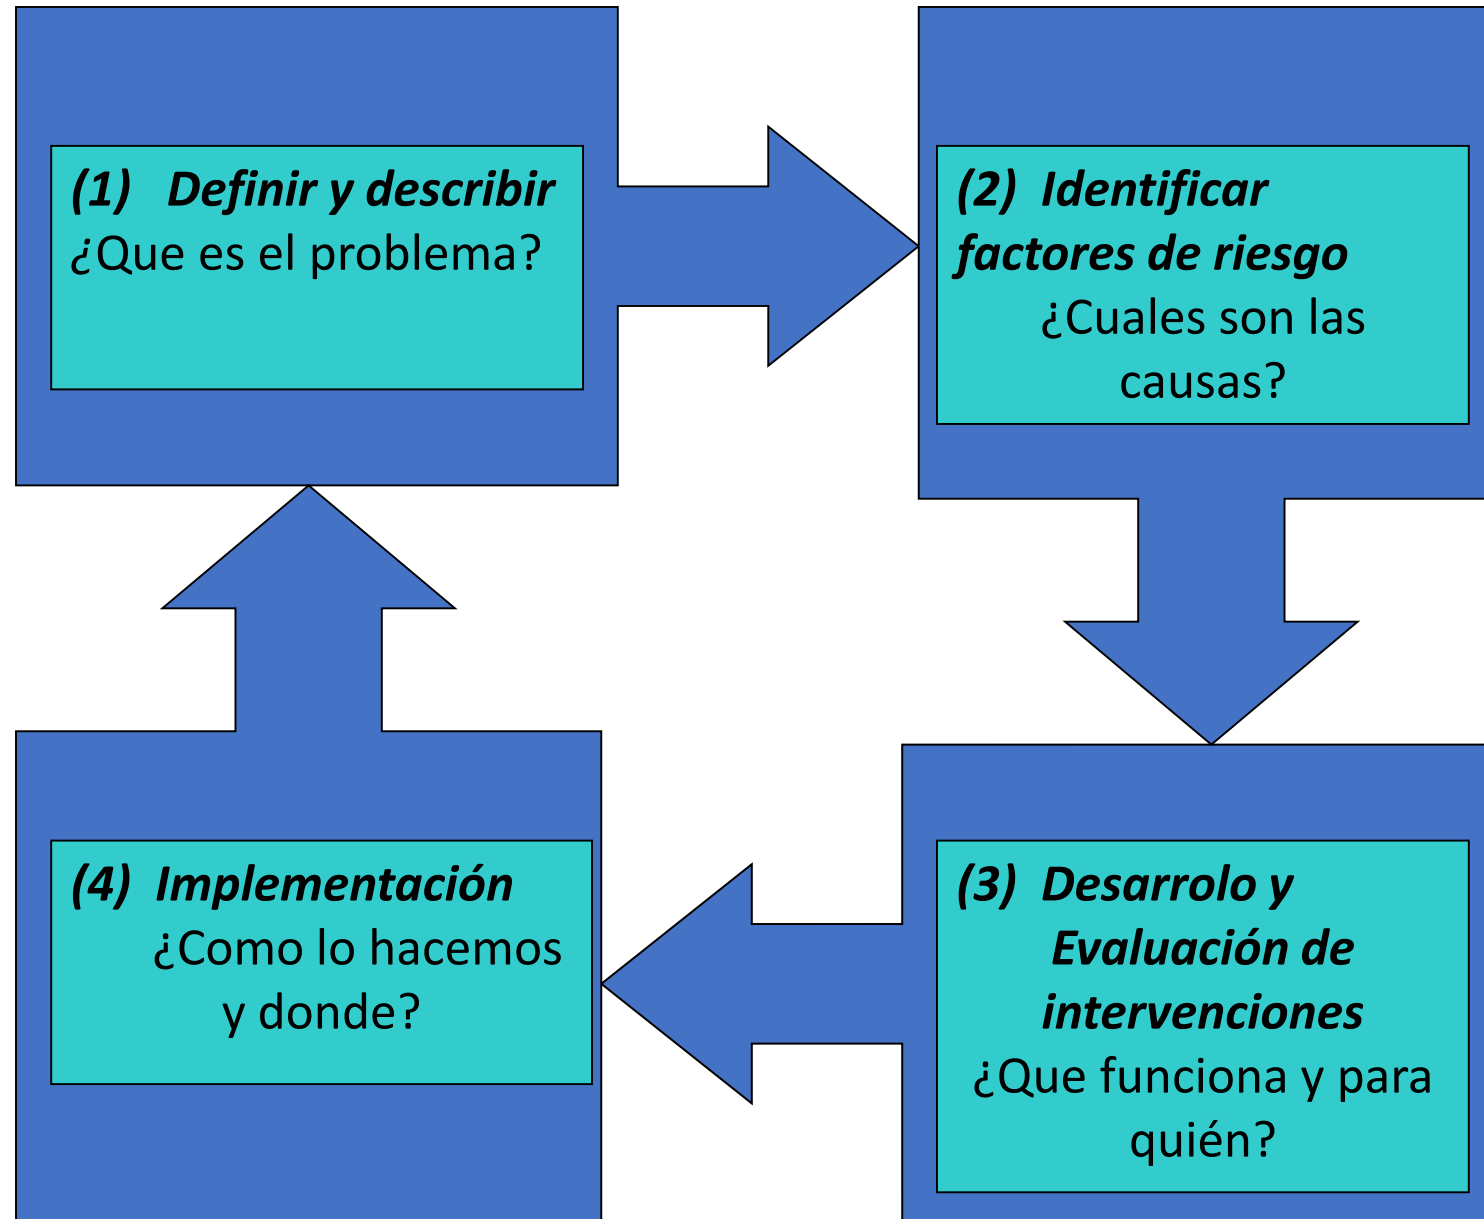 (1) Definir y describir
¿Que es el problema?
(2) Identificar
factores de riesgo
¿Cuales son las
causas?
(3) Desarrolo y
Evaluación de
intervenciones
¿Que funciona y para
quién?
(4) Implementación
¿Como lo hacemos
y donde?